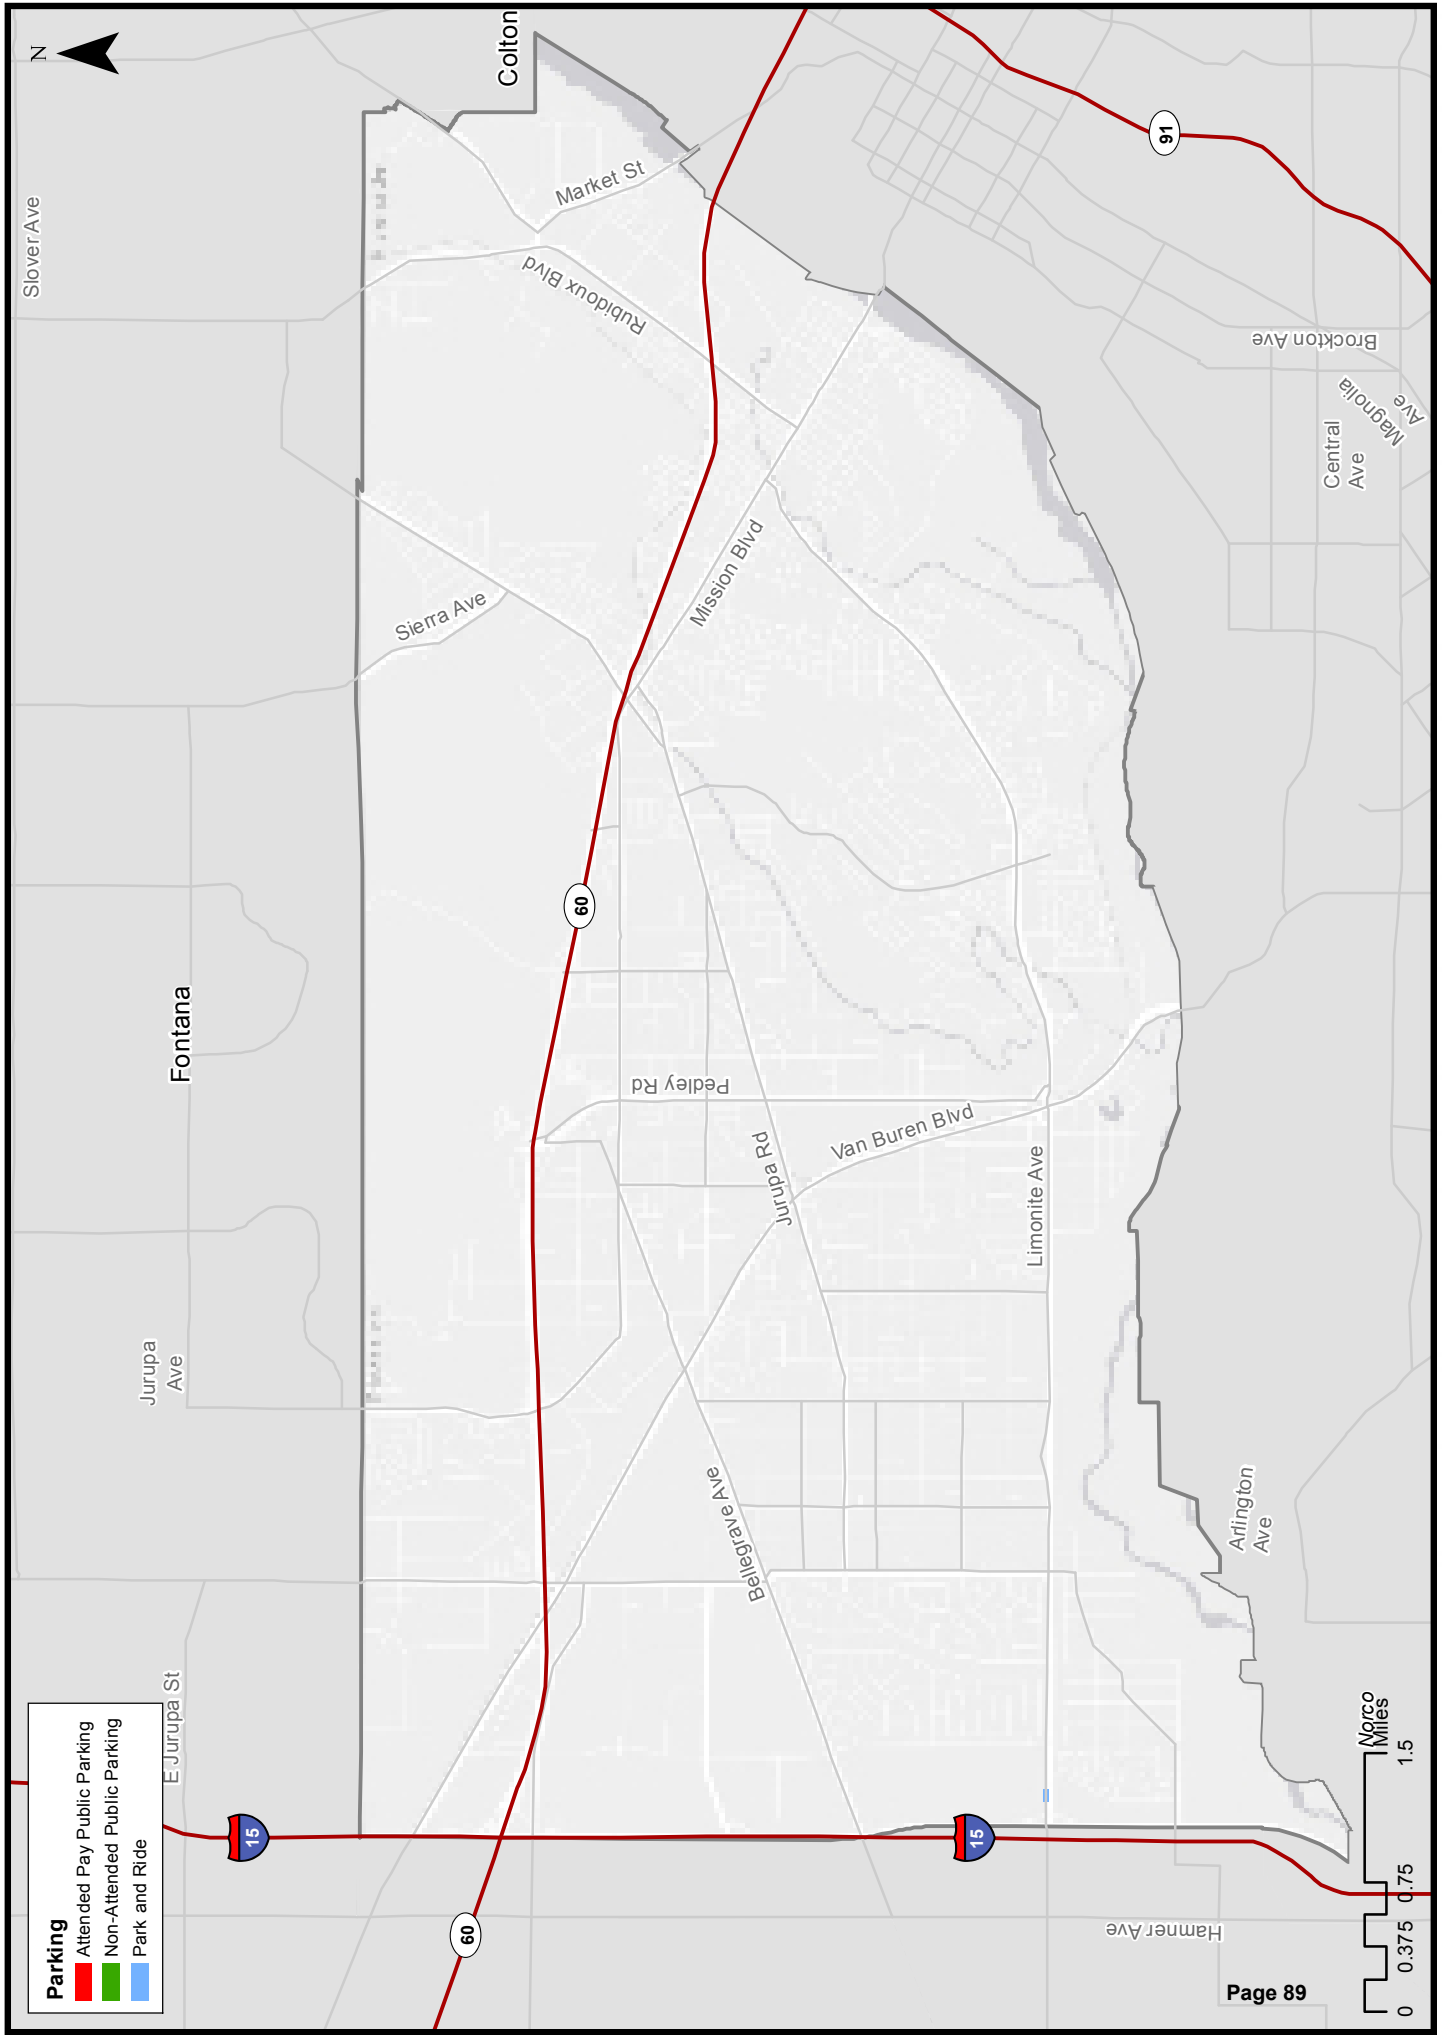 N
Colton
Slover Ave
Market St
Rubidoux Blvd
91
Brockton Ave
Magnolia
Ave
Central
Ave
Mission Blvd
Sierra Ave
60
Fontana
Pedley Rd
Van Buren Blvd
Jurupa Rd
Limonite Ave
Jurupa
Ave
Bellegrave Ave
Arlington
Ave
E Jurupa St
15
15
60
Hamner Ave
Norco
Parking
Attended Pay Public Parking
Non-Attended Public Parking
Park and Ride
Page 89
0 0.375 0.75 1.5
Miles